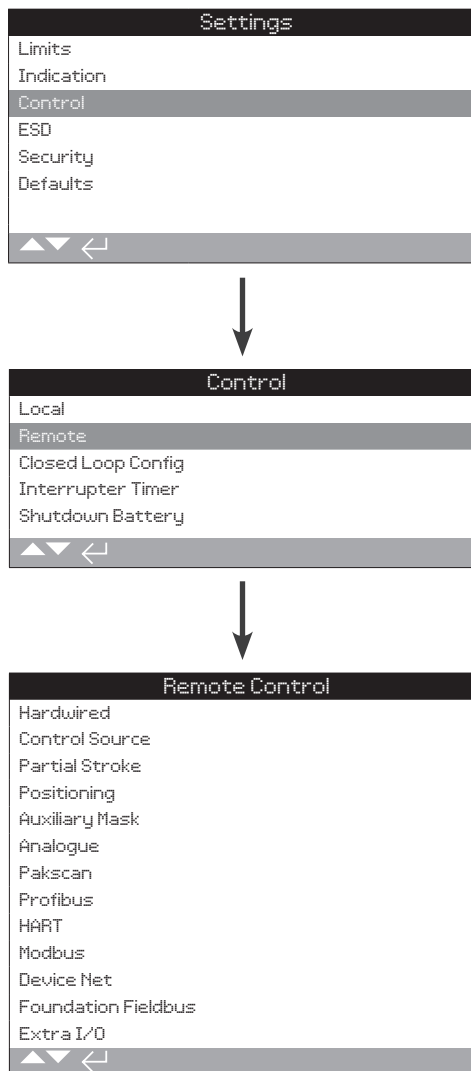 Settings
Limits
Indication
Control
ESD
Security
Defaults
Control
Local
Remote
Closed Loop Config
Interrupter Timer
Shutdown Battery
Remote Control
Hardwired
Control Source
Partial Stroke
Positioning
Auxiliary Mask
Analogue
Pakscan
Profibus
HART
Modbus
Device Net
Foundation Fieldbus
Extra I/O